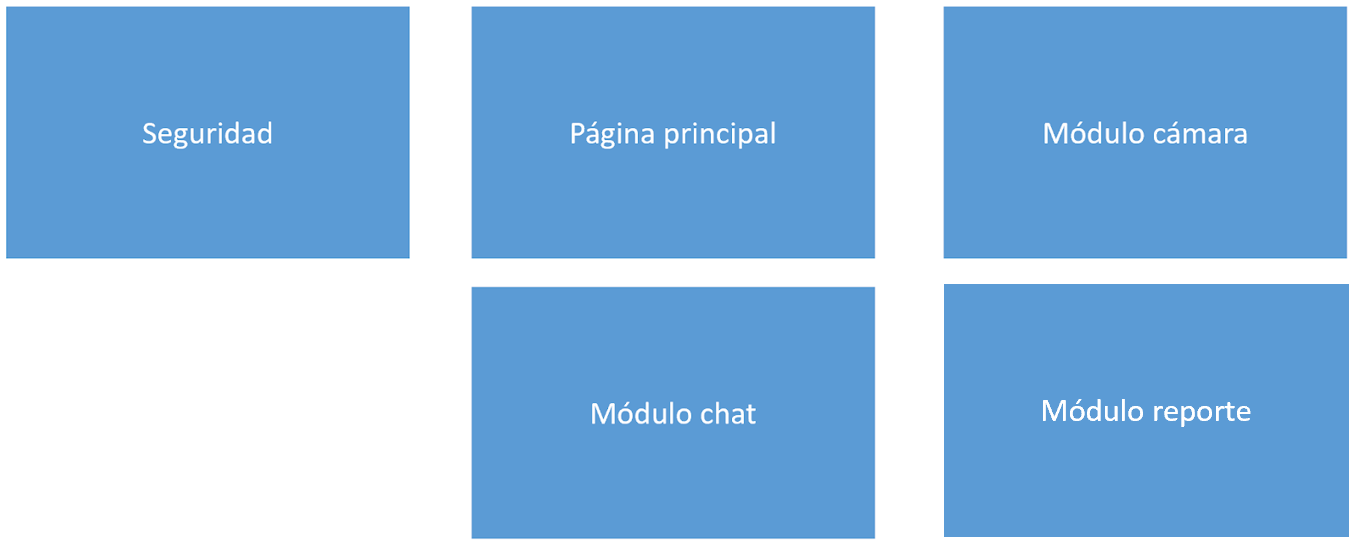 Seguridad
Página principal
Módulo cámara
Módulo chat
Módulo reporte